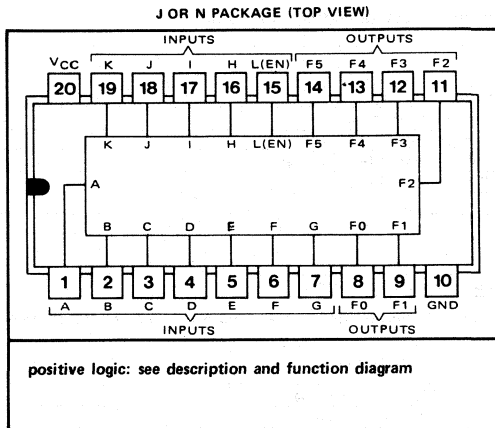 J OR N PACKAGE (TOP VIEW)
INPUTS OUTPUTS
VCC K J I H L(EN) F5 F4 F3 F2
20 19 18 17 16 15 14 13 12 11
K J I H L(EN) F5 F4 F3
A F2
B C D E F G F0 F1
1 2 3 4 5 6 7 8 9 10
A B C D E F G F0 F1 GND
INPUTS OUTPUTS
positive logic: see description and function diagram